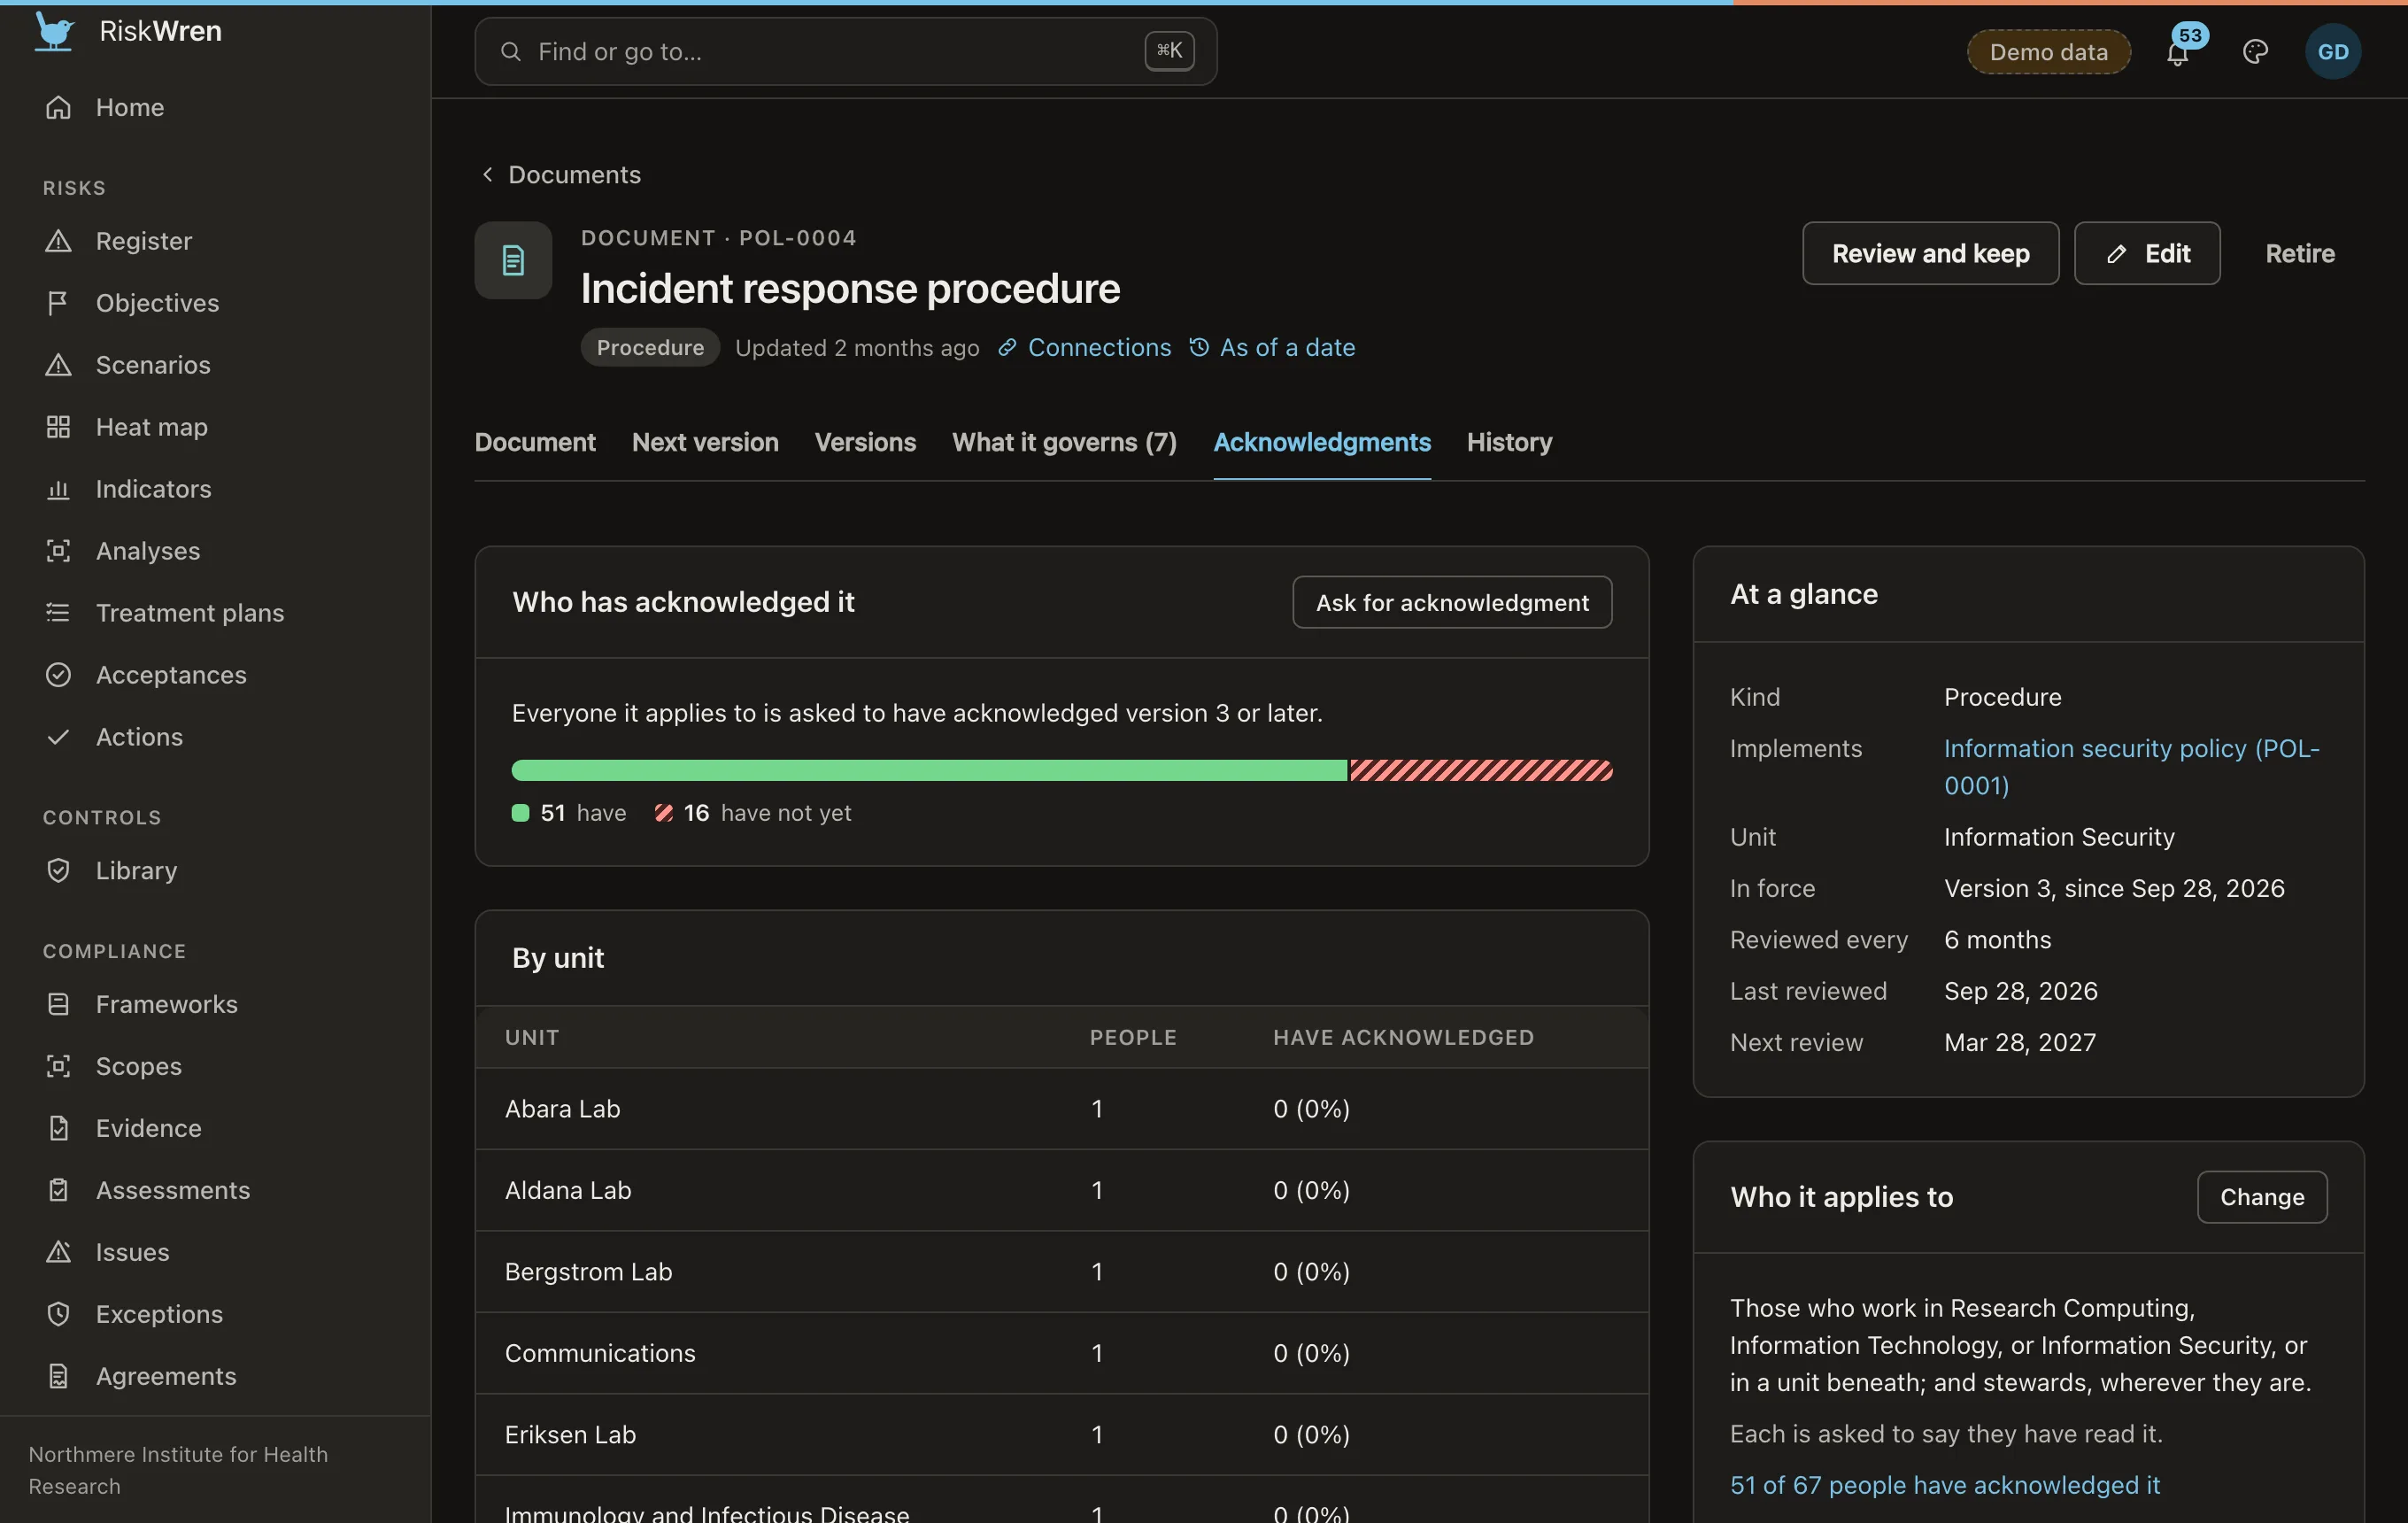 RiskWren
Find or go to...
⌘K
Demo data
53
GD
Home
RISKS
Register
Objectives
Scenarios
Heat map
Indicators
Analyses
Treatment plans
Acceptances
Actions
CONTROLS
Library
COMPLIANCE
Frameworks
Scopes
Evidence
Assessments
Issues
Exceptions
Agreements
Northmere Institute for Health
Research
Documents
DOCUMENT · POL-0004
Incident response procedure
Procedure Updated 2 months ago Connections As of a date
Review and keep
Edit
Retire
Document Next version Versions What it governs (7) Acknowledgments History
Who has acknowledged it
Ask for acknowledgment
Everyone it applies to is asked to have acknowledged version 3 or later.
51 have 16 have not yet
By unit
UNIT PEOPLE HAVE ACKNOWLEDGED
Abara Lab 1 0 (0%)
Aldana Lab 1 0 (0%)
Bergstrom Lab 1 0 (0%)
Communications 1 0 (0%)
Eriksen Lab 1 0 (0%)
Immunology and Infectious Disease 1 0 (0%)
At a glance
Kind Procedure
Implements Information security policy (POL-
0001)
Unit Information Security
In force Version 3, since Sep 28, 2026
Reviewed every 6 months
Last reviewed Sep 28, 2026
Next review Mar 28, 2027
Who it applies to
Change
Those who work in Research Computing,
Information Technology, or Information Security, or
in a unit beneath; and stewards, wherever they are.
Each is asked to say they have read it.
51 of 67 people have acknowledged it